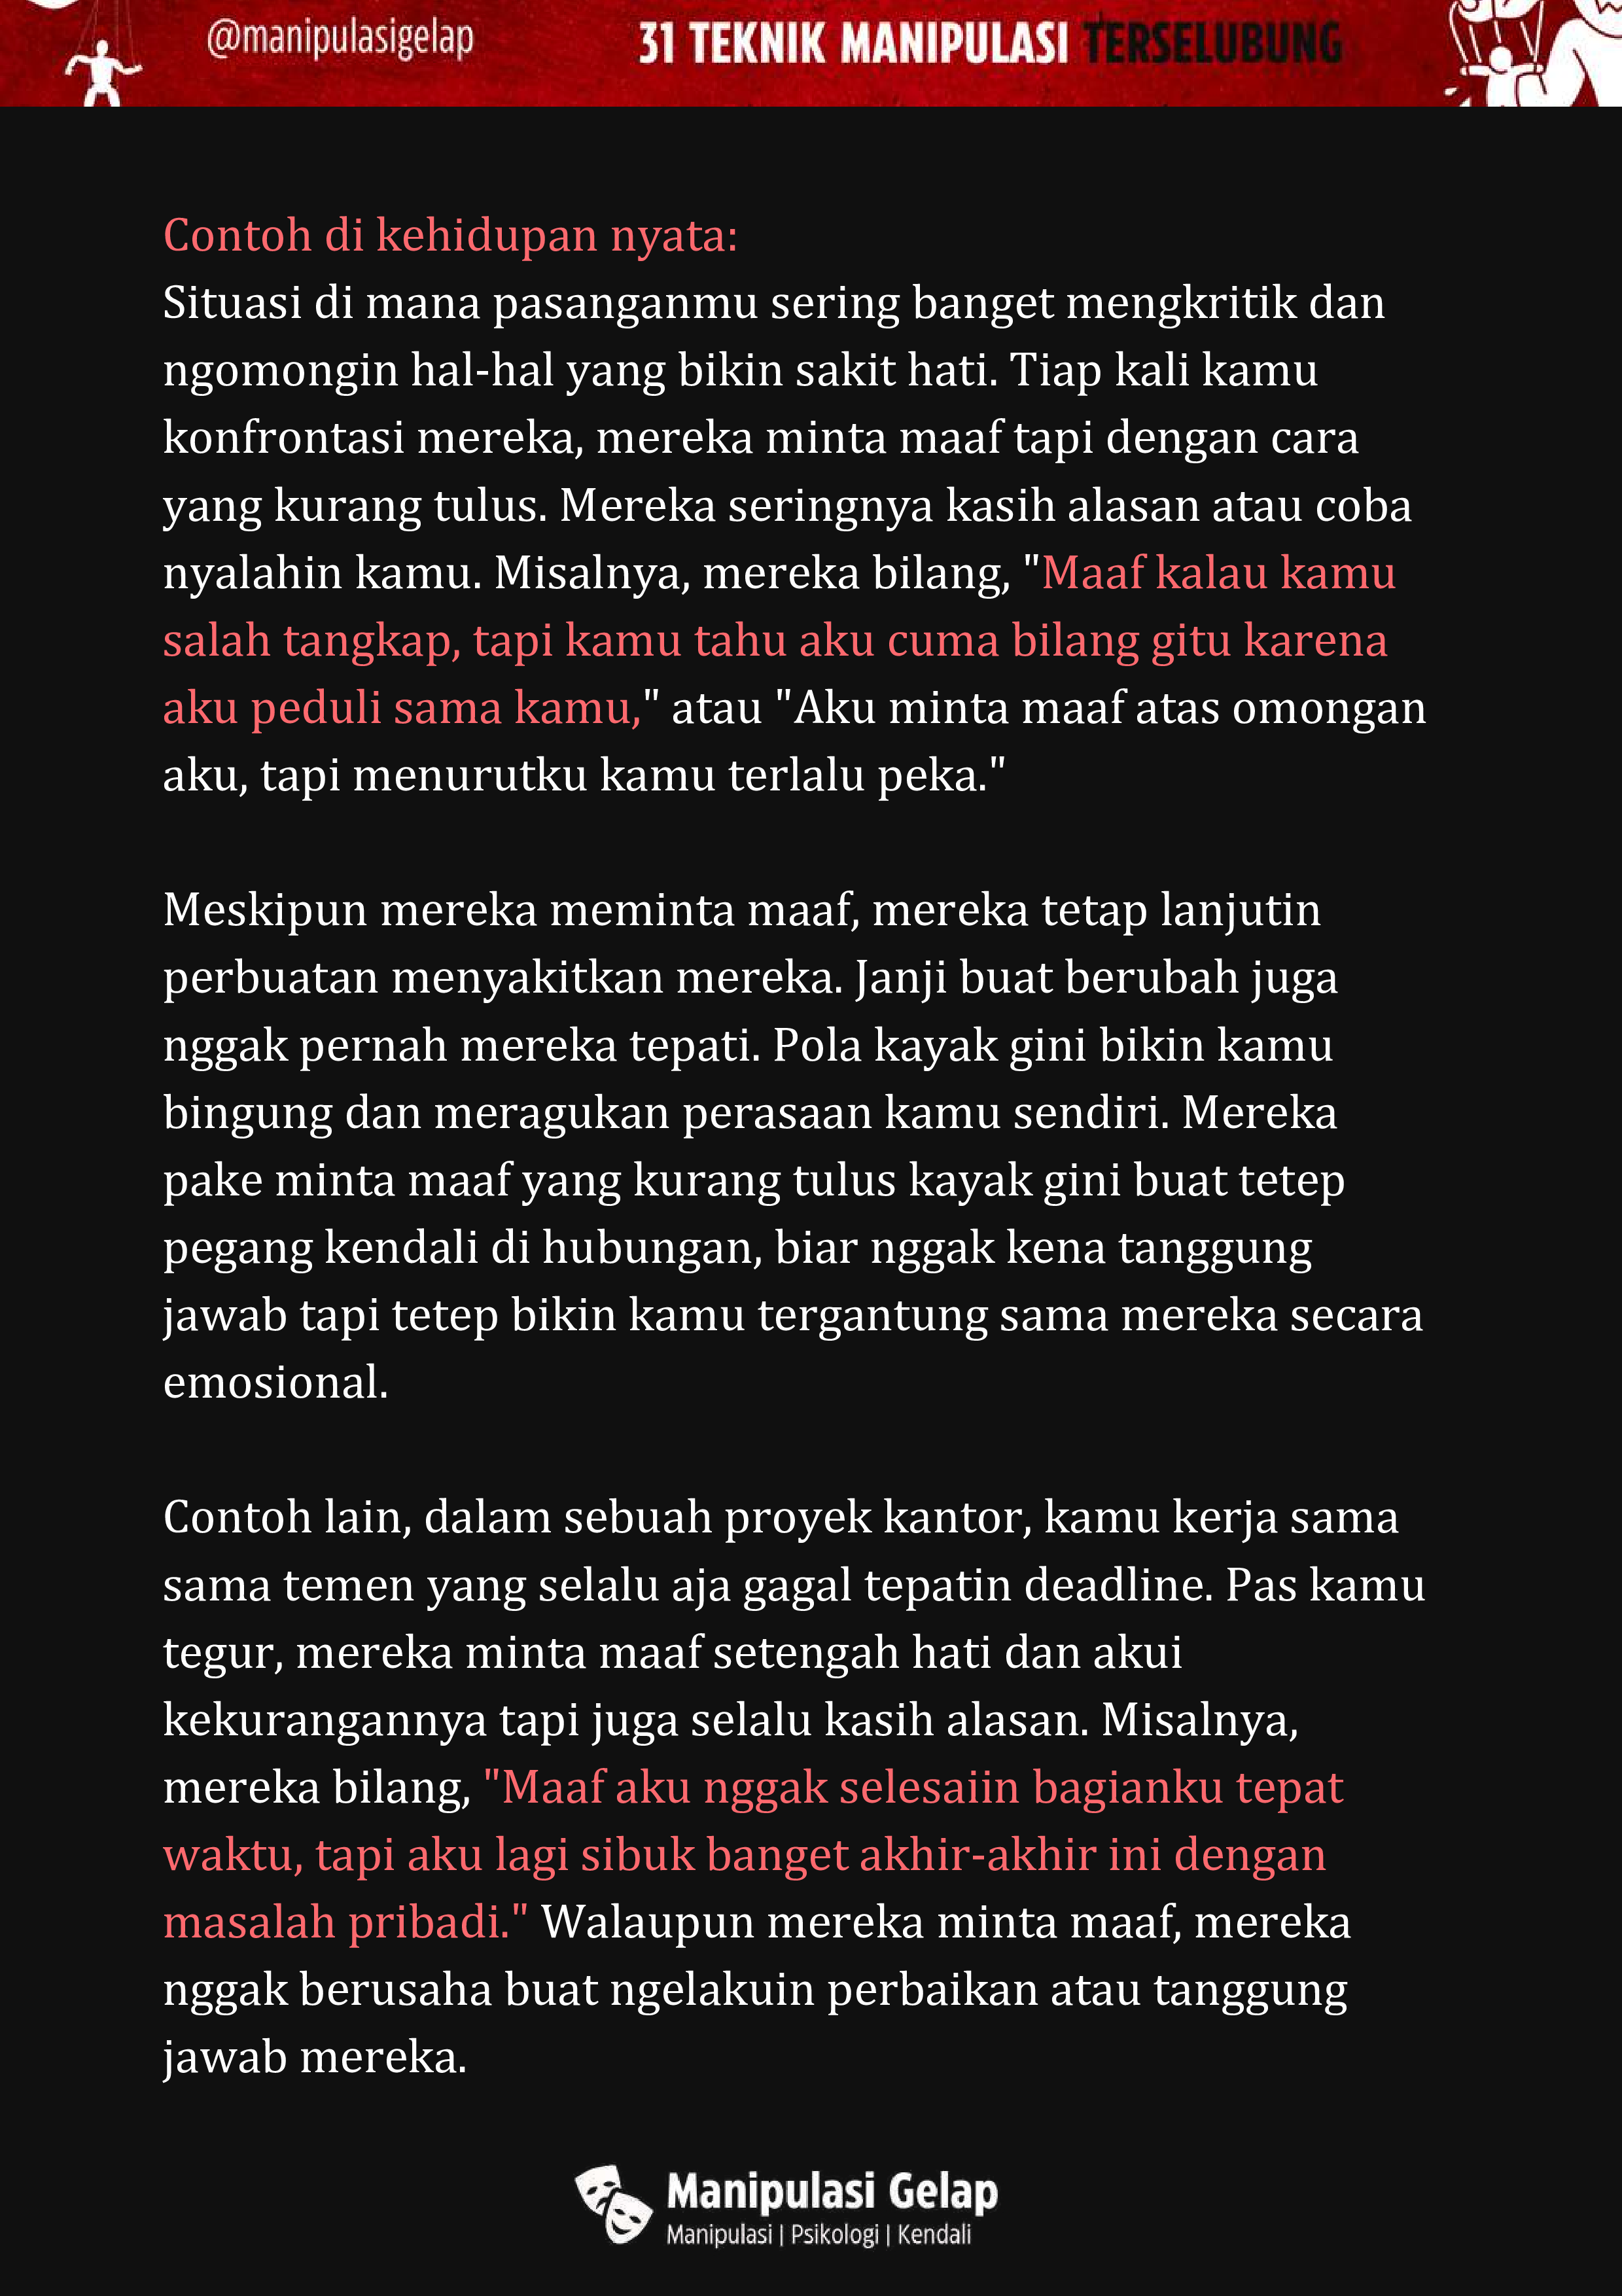 @manipulasigelap
31 TEKNIK MANIPULASI TERSELUBUNG
Contoh di kehidupan nyata:
Situasi di mana pasanganmu sering banget mengkritik dan
ngomongin hal-hal yang bikin sakit hati. Tiap kali kamu
konfrontasi mereka, mereka minta maaf tapi dengan cara
yang kurang tulus. Mereka seringnya kasih alasan atau coba
nyalahin kamu. Misalnya, mereka bilang, "Maaf kalau kamu
salah tangkap, tapi kamu tahu aku cuma bilang gitu karena
aku peduli sama kamu," atau "Aku minta maaf atas omongan
aku, tapi menurutku kamu terlalu peka."
Meskipun mereka meminta maaf, mereka tetap lanjutin
perbuatan menyakitkan mereka. Janji buat berubah juga
nggak pernah mereka tepati. Pola kayak gini bikin kamu
bingung dan meragukan perasaan kamu sendiri. Mereka
pake minta maaf yang kurang tulus kayak gini buat tetep
pegang kendali di hubungan, biar nggak kena tanggung
jawab tapi tetep bikin kamu tergantung sama mereka secara
emosional.
Contoh lain, dalam sebuah proyek kantor, kamu kerja sama
sama temen yang selalu aja gagal tepatin deadline. Pas kamu
tegur, mereka minta maaf setengah hati dan akui
kekurangannya tapi juga selalu kasih alasan. Misalnya,
mereka bilang, "Maaf aku nggak selesaiin bagianku tepat
waktu, tapi aku lagi sibuk banget akhir-akhir ini dengan
masalah pribadi." Walaupun mereka minta maaf, mereka
nggak berusaha buat ngelakuin perbaikan atau tanggung
jawab mereka.
Manipulasi Gelap
Manipulasi | Psikologi | Kendali